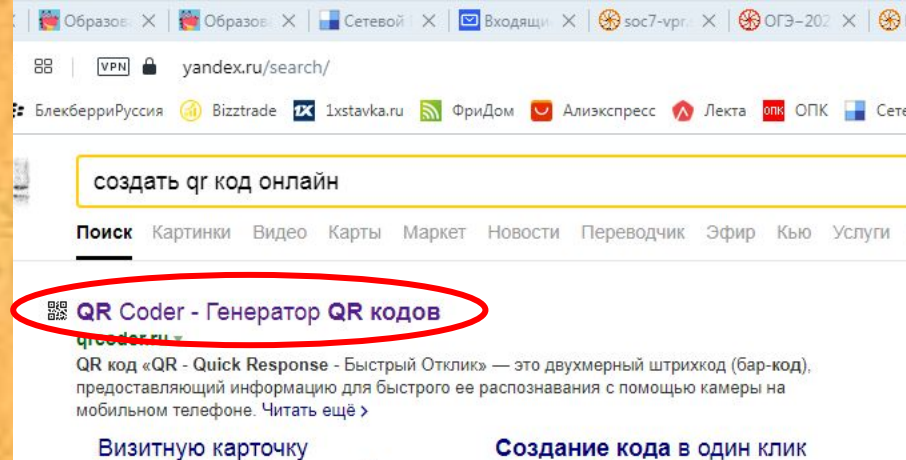 Образов Образов Сетевой Входящи soc7-vpr. ОГЭ–202
VPN yandex.ru/search/
БлекберриРуссия Bizztrade 1X 1xstavka.ru ФриДом Алиэкспресс Лекта опк ОПК Сете
создать qr код онлайн
Поиск Картинки Видео Карты Маркет Новости Переводчик Эфир Кью Услуги
QR Coder - Генератор QR кодов
qrcoder.ru
QR код «QR - Quick Response - Быстрый Отклик» — это двухмерный штрихкод (бар-код),
предоставляющий информацию для быстрого ее распознавания с помощью камеры на
мобильном телефоне. Читать ещё >
Визитную карточку Создание кода в один клик